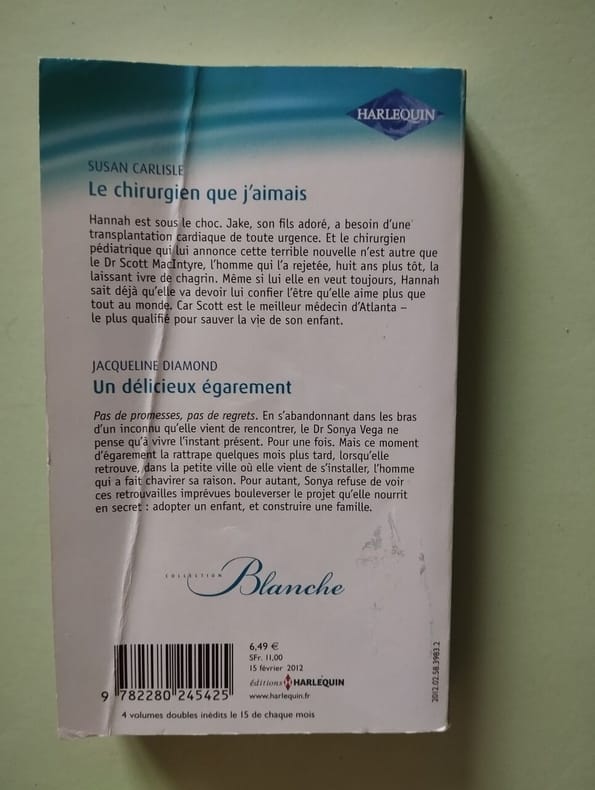 HARLEQUIN
SUSAN CARLISLE
Le chirurgien que j'aimais
Hannah est sous le choc. Jake, son fils adoré, a besoin d'une
transplantation cardiaque de toute urgence. Et le chirurgien
pédiatrique qui lui annonce cette terrible nouvelle n'est autre que
le Dr Scott MacIntyre, l'homme qui l'a rejetée, huit ans plus tôt, la
laissant ivre de chagrin. Même si lui elle en veut toujours, Hannah
sait déjà qu'elle va devoir lui confier l'être qu'elle aime plus que
tout au monde. Car Scott est le meilleur médecin d'Atlanta –
le plus qualifié pour sauver la vie de son enfant.
JACQUELINE DIAMOND
Un délicieux égarement
Pas de promesses, pas de regrets. En s'abandonnant dans les bras
d'un inconnu qu'elle vient de rencontrer, le Dr Sonya Vega ne
pense qu'à vivre l'instant présent. Pour une fois. Mais ce moment
d'égarement la rattrape quelques mois plus tard, lorsqu'elle
retrouve, dans la petite ville où elle vient de s'installer, l'homme
qui a fait chavirer sa raison. Pour autant, Sonya refuse de voir
ces retrouvailles imprévues bouleverser le projet qu'elle nourrit
en secret : adopter un enfant, et construire une famille.
COLLECTION Blanche
6,49 €
SFr. 11,00
15 février 2012
éditions HARLEQUIN
www.harlequin.fr
9 782280 245425
4 volumes doubles inédits le 15 de chaque mois
2012.02.58.3983.2